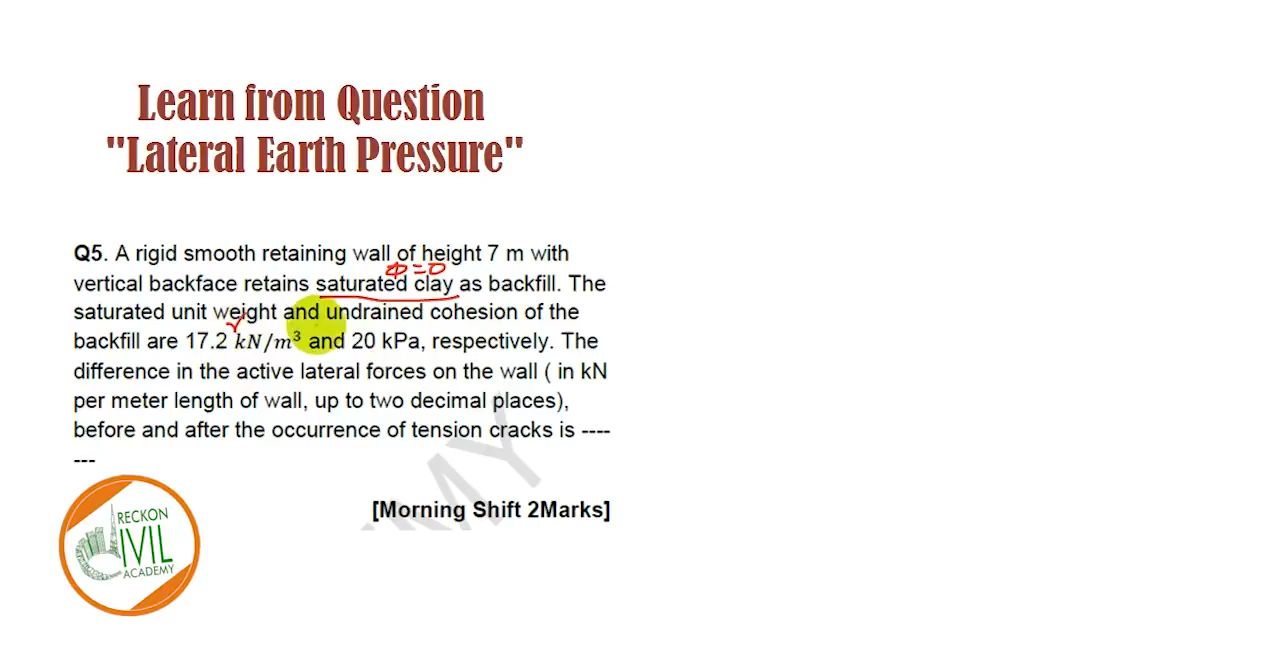 Learn from Question
"Lateral Earth Pressure"
Q5. A rigid smooth retaining wall of height 7 m with
Φ=0
vertical backface retains saturated clay as backfill. The
saturated unit weight and undrained cohesion of the
backfill are 17.2 kN/m³ and 20 kPa, respectively. The
difference in the active lateral forces on the wall ( in kN
per meter length of wall, up to two decimal places),
before and after the occurrence of tension cracks is ----
---
[Morning Shift 2Marks]
RECKON
CIVIL
ACADEMY